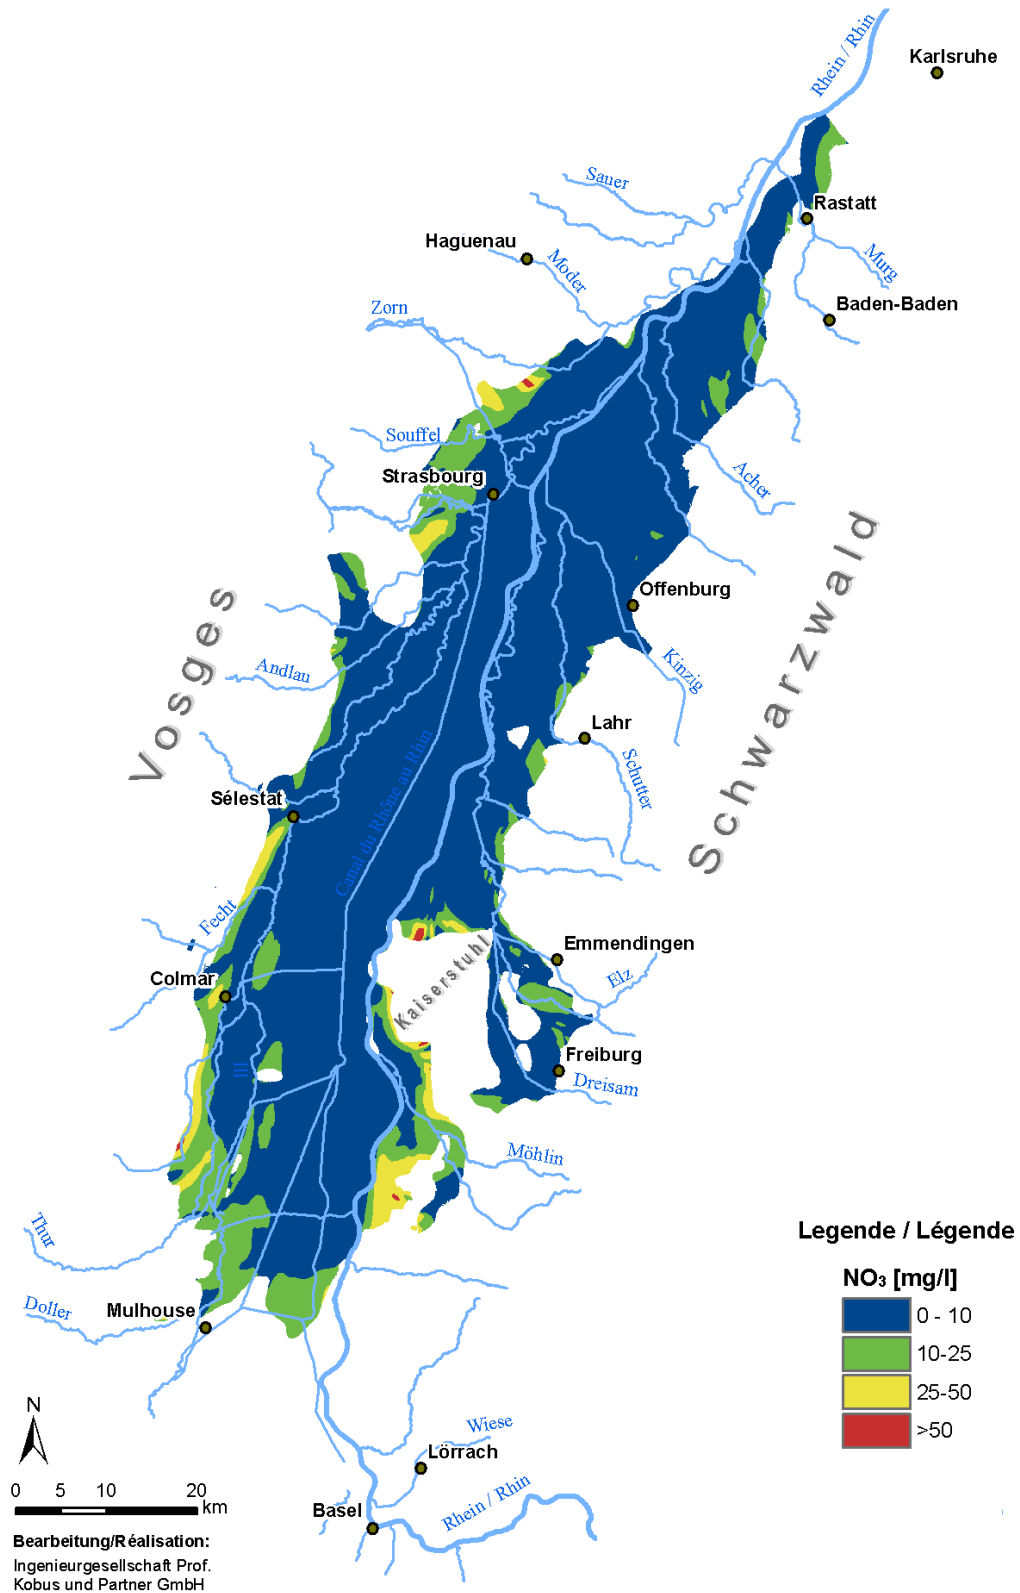 Karlsruhe
Rhein / Rhin
Sauer
Rastatt
Haguenau
Moder
Murg
Zorn
Baden-Baden
Souffel
Strasbourg
Acher
Schwarzwald
Vosges
Offenburg
Andlau
Kinzig
Lahr
Schutter
Canal du Rhône au Rhin
Sélestat
Fecht
Kaiserstuhl
Emmendingen
Elz
Colmar
Ill
Freiburg
Dreisam
Möhlin
Thur
Doller
Mulhouse
Legende / Légende
NO₃ [mg/l]
0 - 10
10-25
25-50
>50
N
0 5 10 20
km
Wiese
Lörrach
Basel
Rhein / Rhin
Bearbeitung/Réalisation:
Ingenieurgesellschaft Prof.
Kobus und Partner GmbH